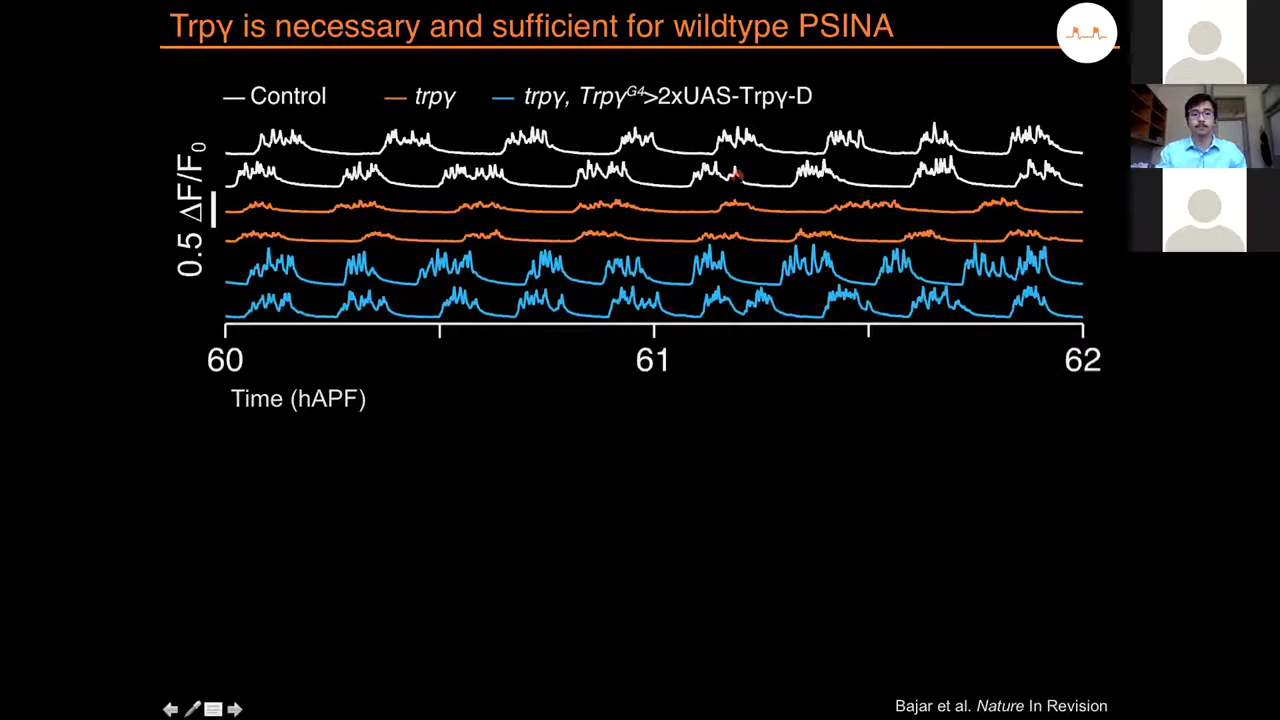 Trpγ is necessary and sufficient for wildtype PSINA
Control trpγ trpγ, Trpγᴳ⁴>2xUAS-Trpγ-D
0.5 ΔF/F₀
60 61 62
Time (hAPF)
Bajar et al. Nature In Revision